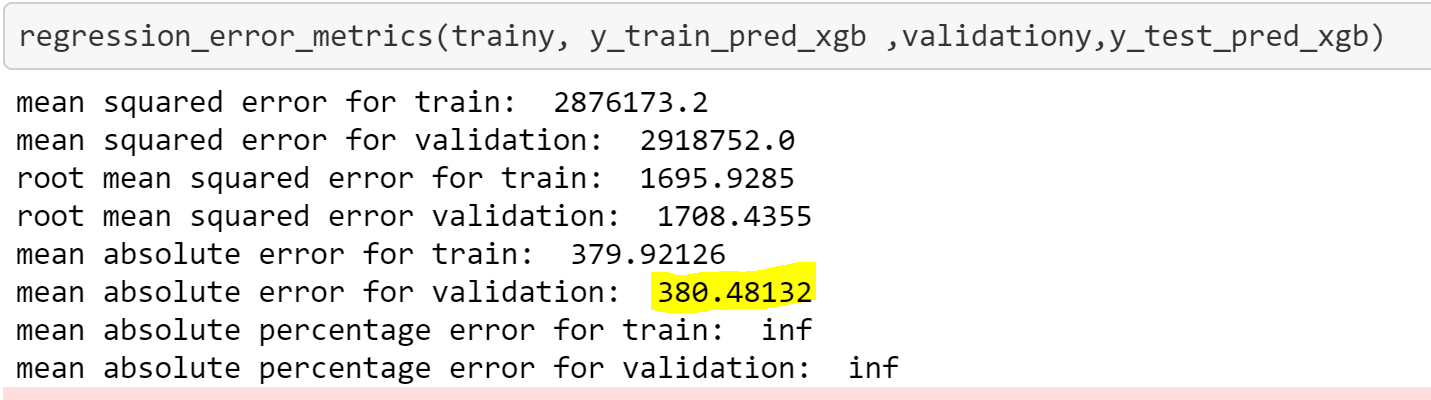 regression_error_metrics(trainy, y_train_pred_xgb ,validationy,y_test_pred_xgb)
mean squared error for train:  2876173.2
mean squared error for validation:  2918752.0
root mean squared error for train:  1695.9285
root mean squared error validation:  1708.4355
mean absolute error for train:  379.92126
mean absolute error for validation:  380.48132
mean absolute percentage error for train:  inf
mean absolute percentage error for validation:  inf